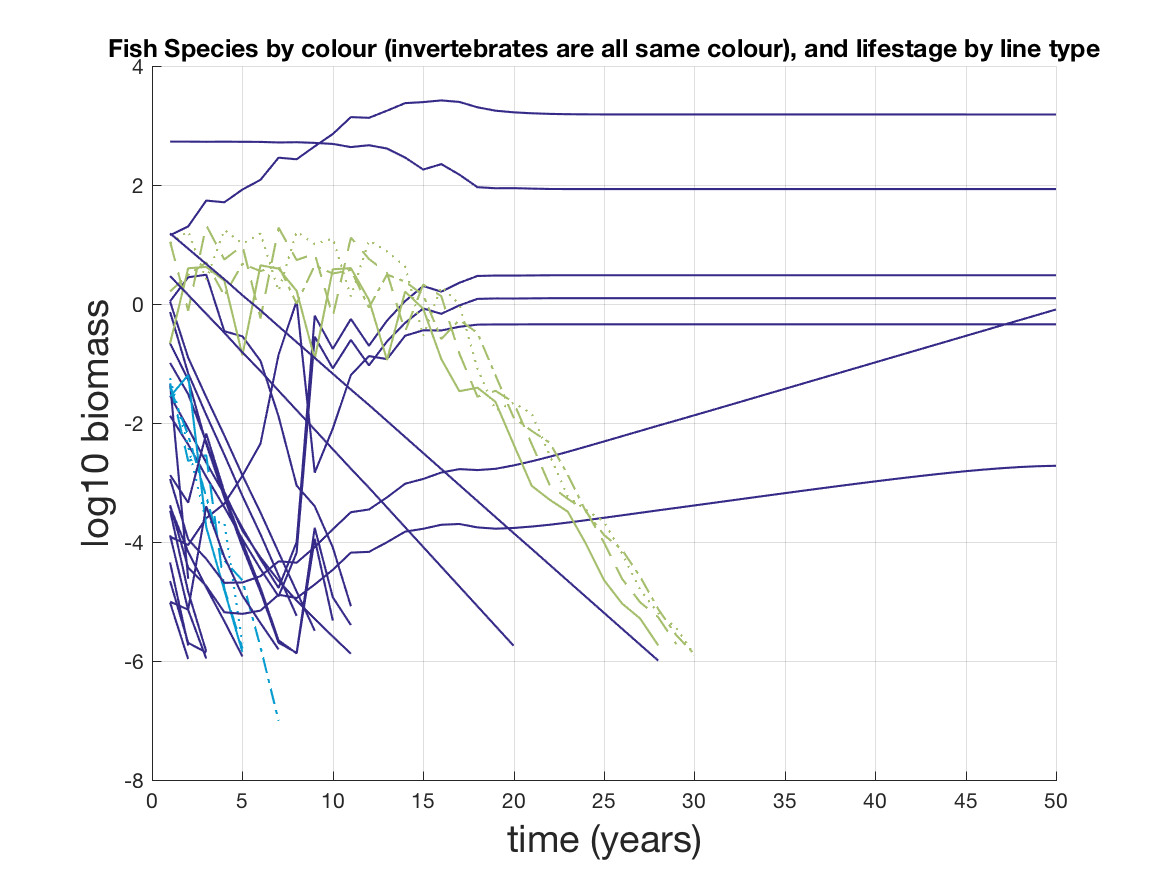 Fish Species by colour (invertebrates are all same colour), and lifestage by line type
4
2
0
-2
-4
-6
-8
log10 biomass
0 5 10 15 20 25 30 35 40 45 50
time (years)